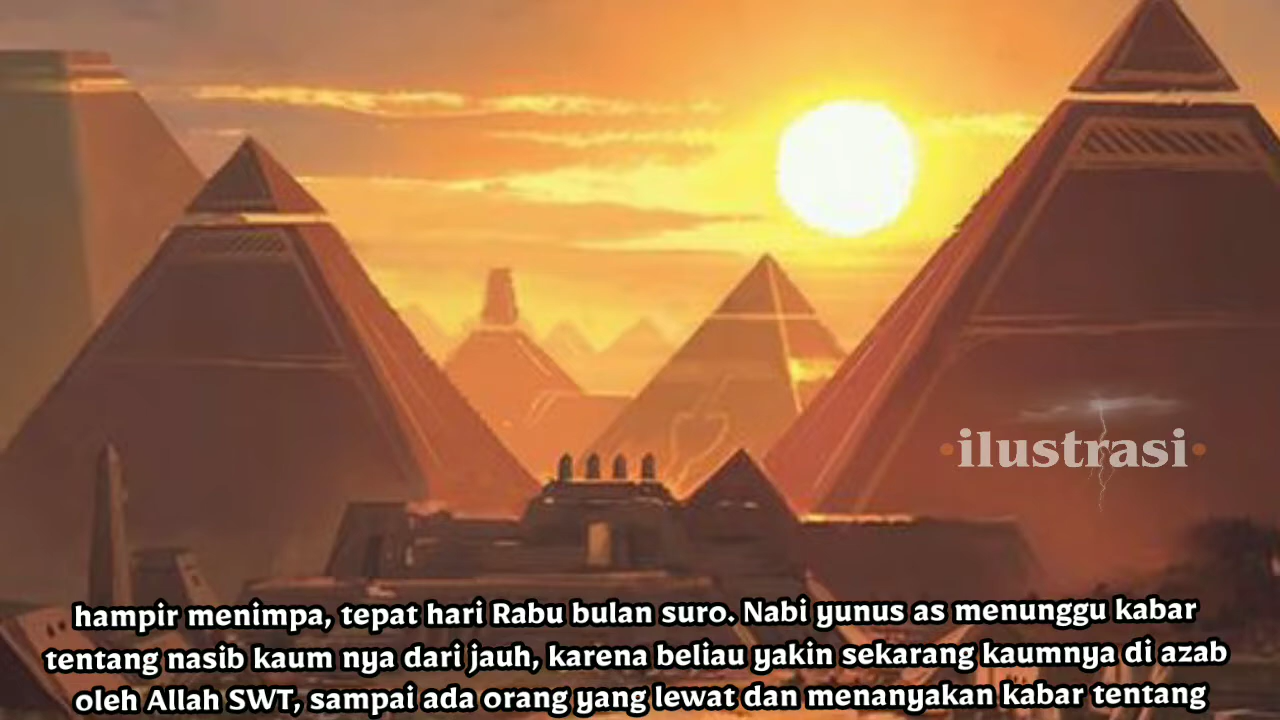 •ilustrasi•
hampir menimpa, tepat hari Rabu bulan suro. Nabi yunus as menunggu kabar
tentang nasib kaum nya dari jauh, karena beliau yakin sekarang kaumnya di azab
oleh Allah SWT, sampai ada orang yang lewat dan menanyakan kabar tentang